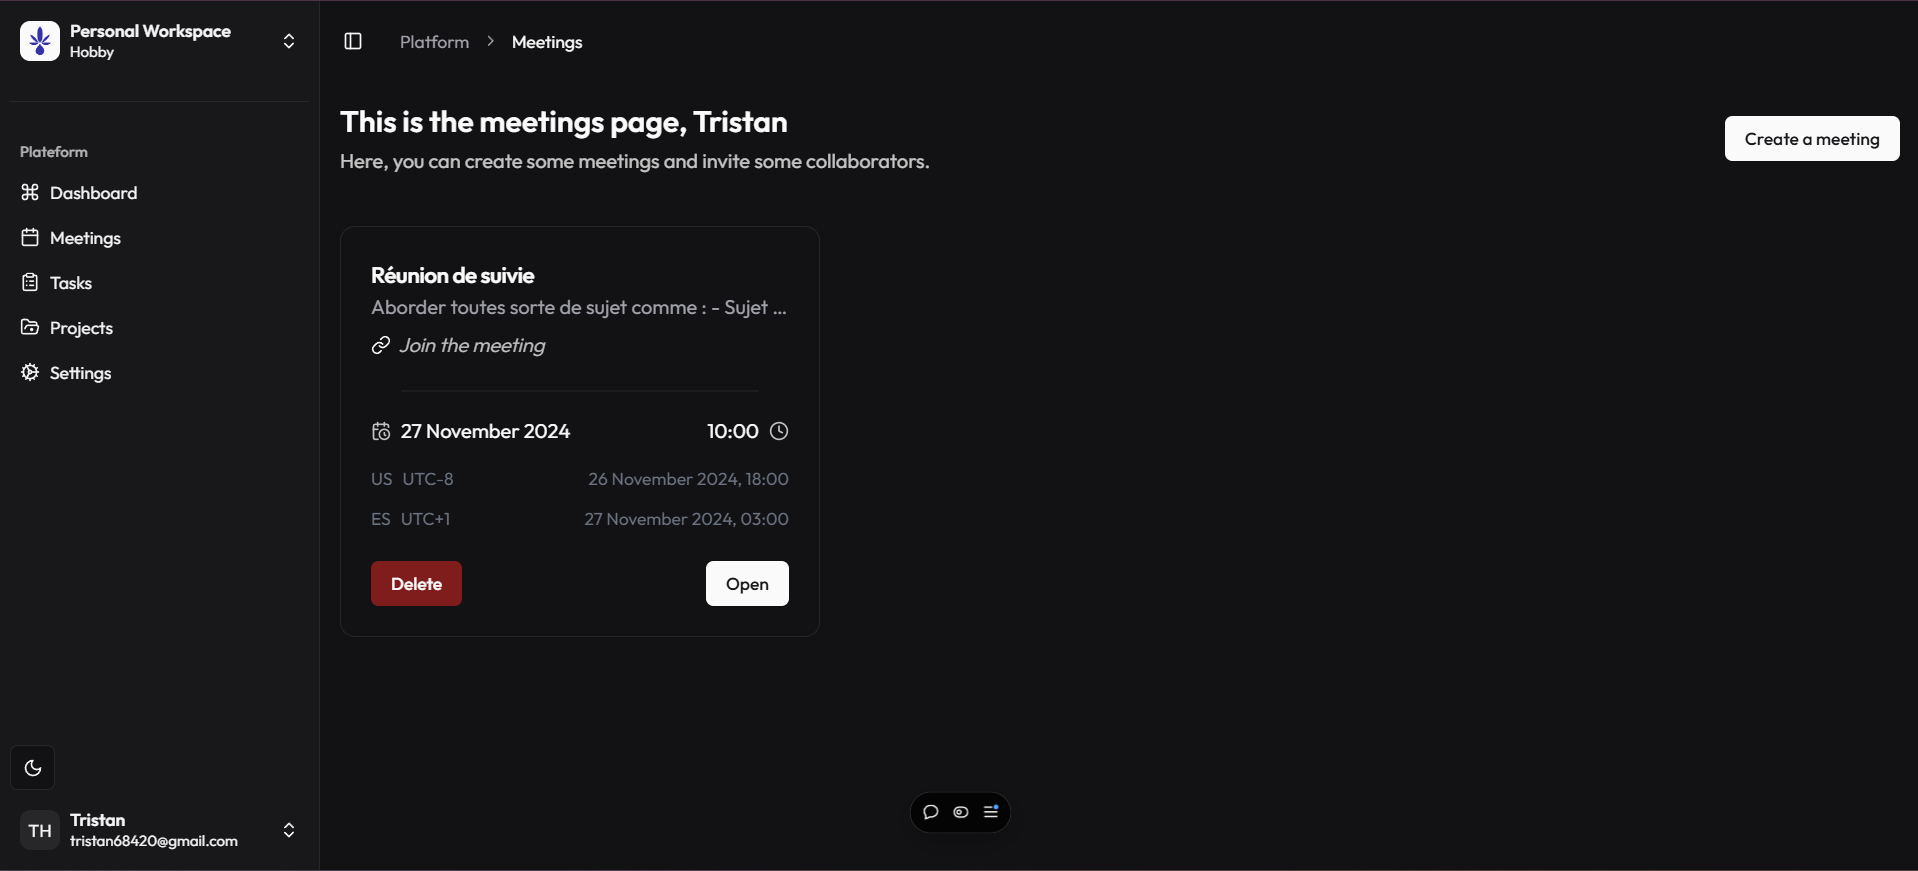 Personal Workspace
Hobby
Plateform
Dashboard
Meetings
Tasks
Projects
Settings
TH
Tristan
tristan68420@gmail.com
Platform > Meetings
This is the meetings page, Tristan
Here, you can create some meetings and invite some collaborators.
Create a meeting
Réunion de suivie
Aborder toutes sorte de sujet comme : - Sujet ...
Join the meeting
27 November 2024 10:00
US UTC-8 26 November 2024, 18:00
ES UTC+1 27 November 2024, 03:00
Delete Open